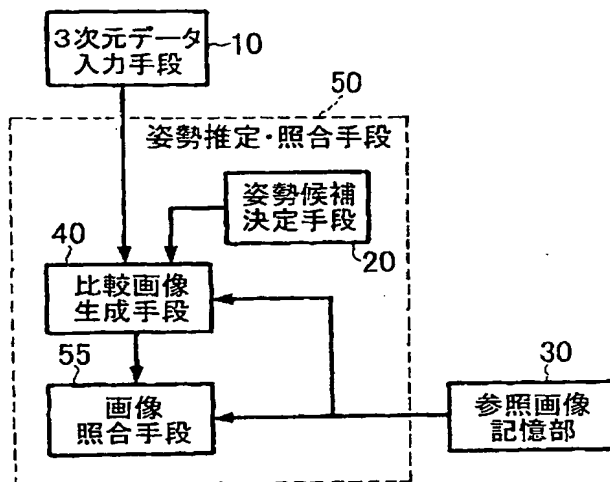 3次元データ
入力手段
10
50
姿勢推定・照合手段
姿勢候補
決定手段
20
40
比較画像
生成手段
55
画像
照合手段
30
参照画像
記憶部